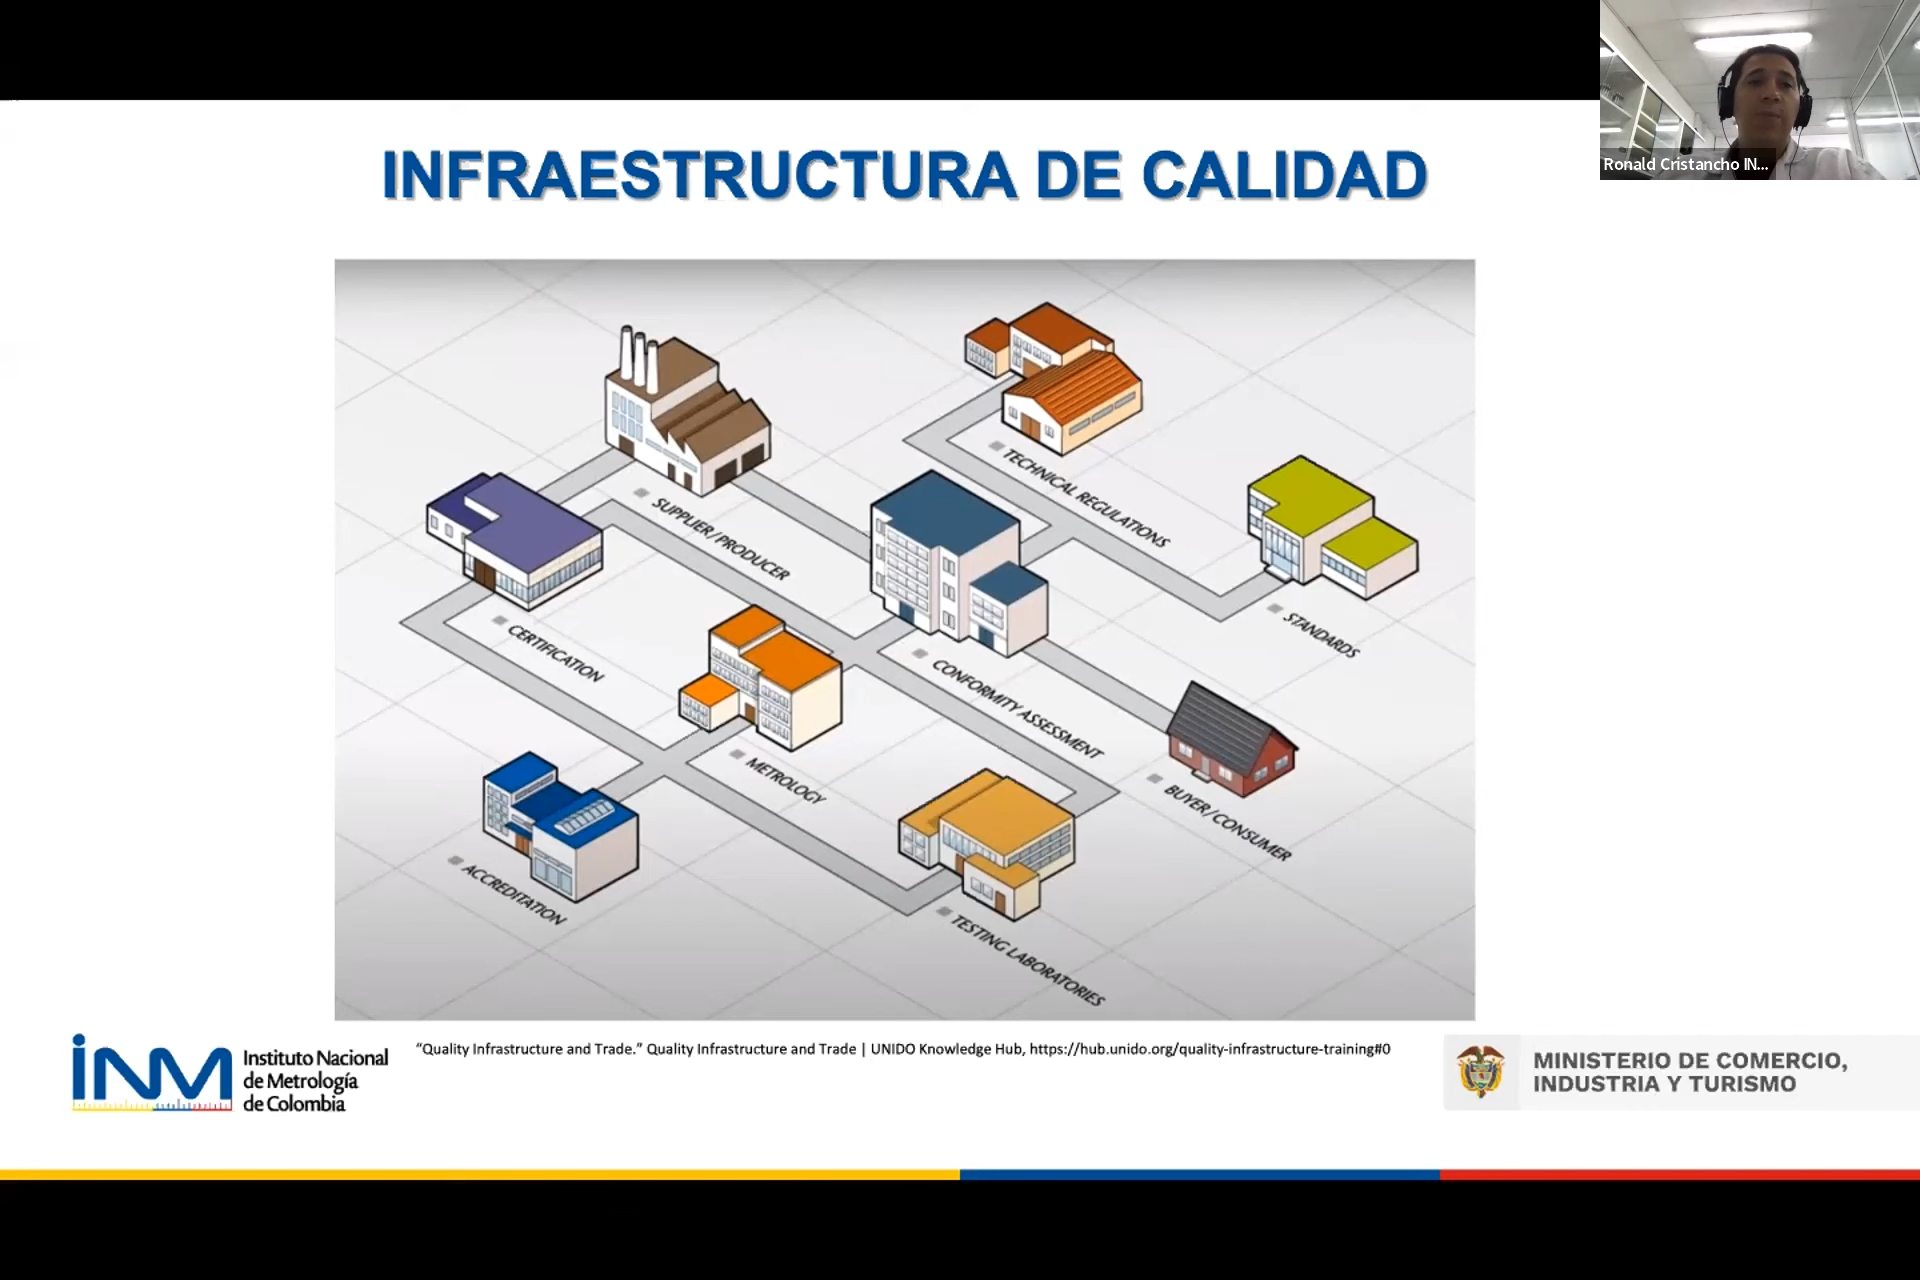 Ronald Cristancho IN...
INFRAESTRUCTURA DE CALIDAD
TECHNICAL REGULATIONS
SUPPLIER/PRODUCER
STANDARDS
CERTIFICATION
CONFORMITY ASSESSMENT
METROLOGY
BUYER/CONSUMER
ACCREDITATION
TESTING LABORATORIES
iNM
Instituto Nacional
de Metrología
de Colombia
“Quality Infrastructure and Trade.” Quality Infrastructure and Trade | UNIDO Knowledge Hub, https://hub.unido.org/quality-infrastructure-training#0
MINISTERIO DE COMERCIO,
INDUSTRIA Y TURISMO